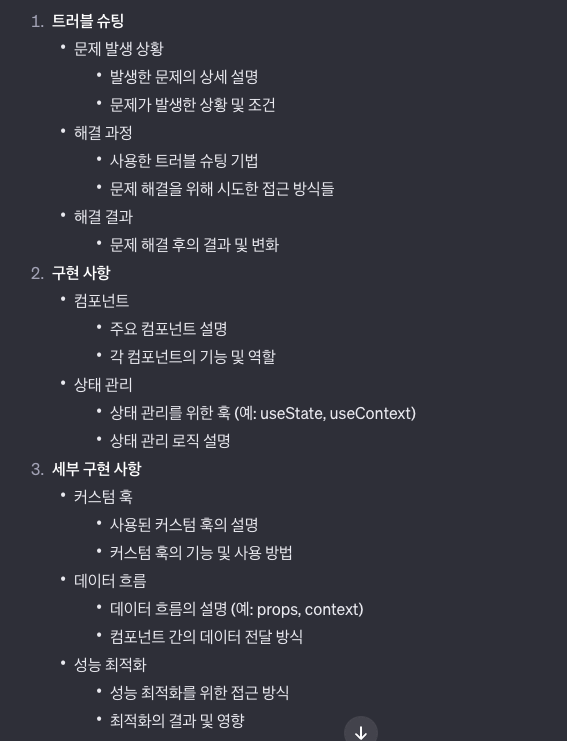 1. 트러블 슈팅
• 문제 발생 상황
• 발생한 문제의 상세 설명
• 문제가 발생한 상황 및 조건
• 해결 과정
• 사용한 트러블 슈팅 기법
• 문제 해결을 위해 시도한 접근 방식들
• 해결 결과
• 문제 해결 후의 결과 및 변화
2. 구현 사항
• 컴포넌트
• 주요 컴포넌트 설명
• 각 컴포넌트의 기능 및 역할
• 상태 관리
• 상태 관리를 위한 훅 (예: useState, useContext)
• 상태 관리 로직 설명
3. 세부 구현 사항
• 커스텀 훅
• 사용된 커스텀 훅의 설명
• 커스텀 훅의 기능 및 사용 방법
• 데이터 흐름
• 데이터 흐름의 설명 (예: props, context)
• 컴포넌트 간의 데이터 전달 방식
• 성능 최적화
• 성능 최적화를 위한 접근 방식
• 최적화의 결과 및 영향